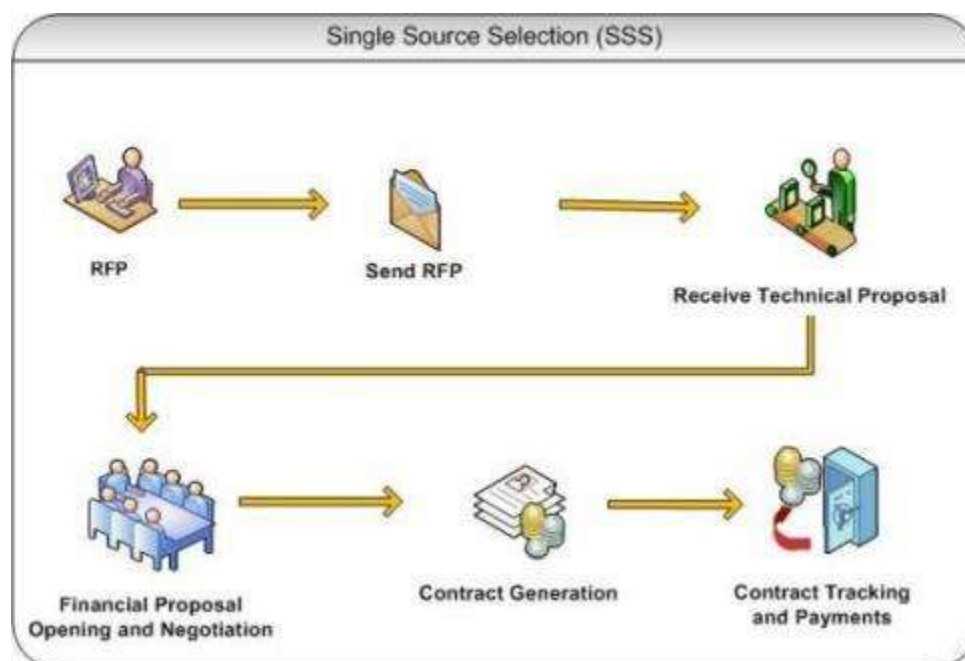 Single Source Selection (SSS)
RFP
Send RFP
Receive Technical Proposal
Financial Proposal
Opening and Negotiation
Contract Generation
Contract Tracking
and Payments